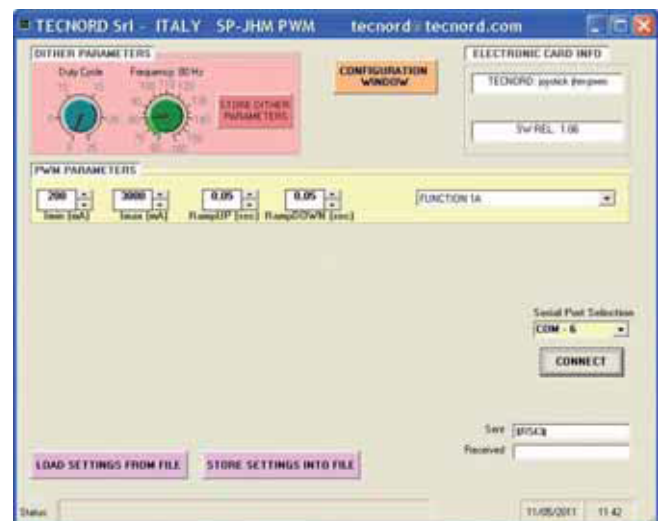 TECNORD Srl - ITALY SP-JHM PWM tecnord@tecnord.com
DITHER PARAMETERS
Duty Cycle
Frequency: 80 Hz
STORE DITHER PARAMETERS
CONFIGURATION WINDOW
ELECTRONIC CARD INFO
TECNORD: joystick
SW REL. 1.06
PWM PARAMETERS
200 3000 0.05 0.05 FUNCTION 1A
Imin (mA) Imax (mA) RampUP (sec) RampDOWN (sec)
Serial Port Selection
COM - 6
CONNECT
Sent
Received
LOAD SETTINGS FROM FILE STORE SETTINGS INTO FILE
Status 11/05/2011 11.42